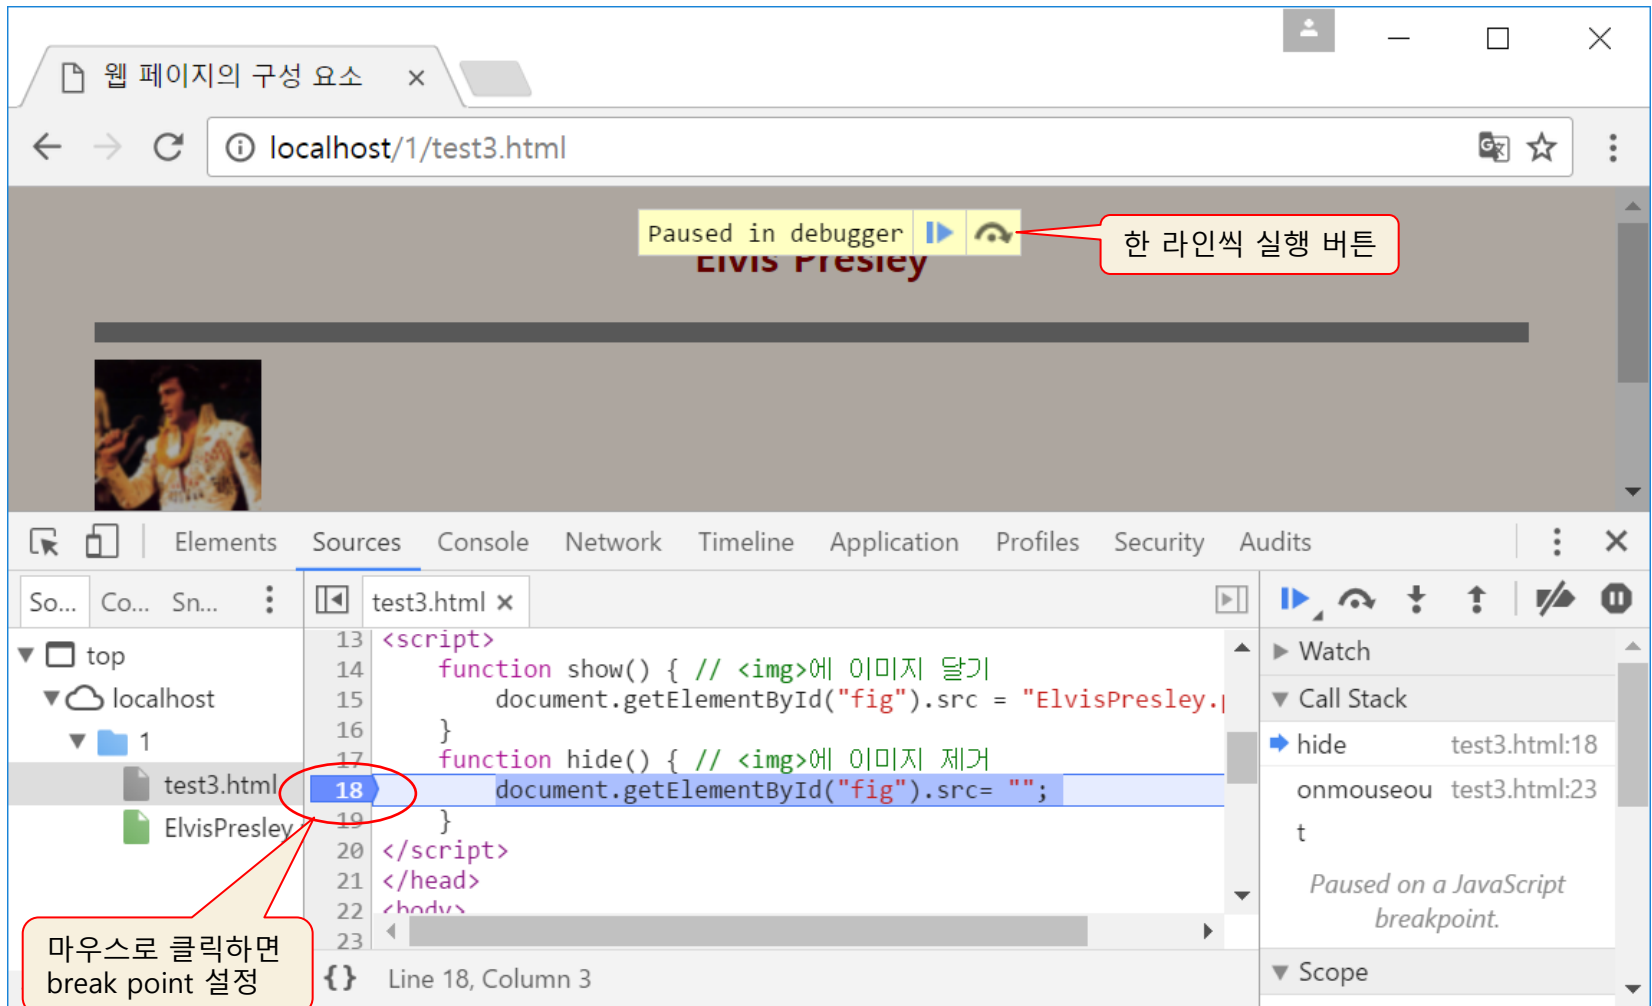 웹 페이지의 구성 요소
localhost/1/test3.html
Paused in debugger
한 라인씩 실행 버튼
Elvis Presley
Elements Sources Console Network Timeline Application Profiles Security Audits
So... Co... Sn...
test3.html
top
localhost
1
test3.html
ElvisPresley
13 <script>
14 function show() { // <img>에 이미지 달기
15 document.getElementById("fig").src = "ElvisPresley.p
16 }
17 function hide() { // <img>에 이미지 제거
18 document.getElementById("fig").src= "";
19 }
20 </script>
21 </head>
22 <body>
23
{} Line 18, Column 3
마우스로 클릭하면
break point 설정
Watch
Call Stack
hide test3.html:18
onmouseou test3.html:23
t
Paused on a JavaScript
breakpoint.
Scope